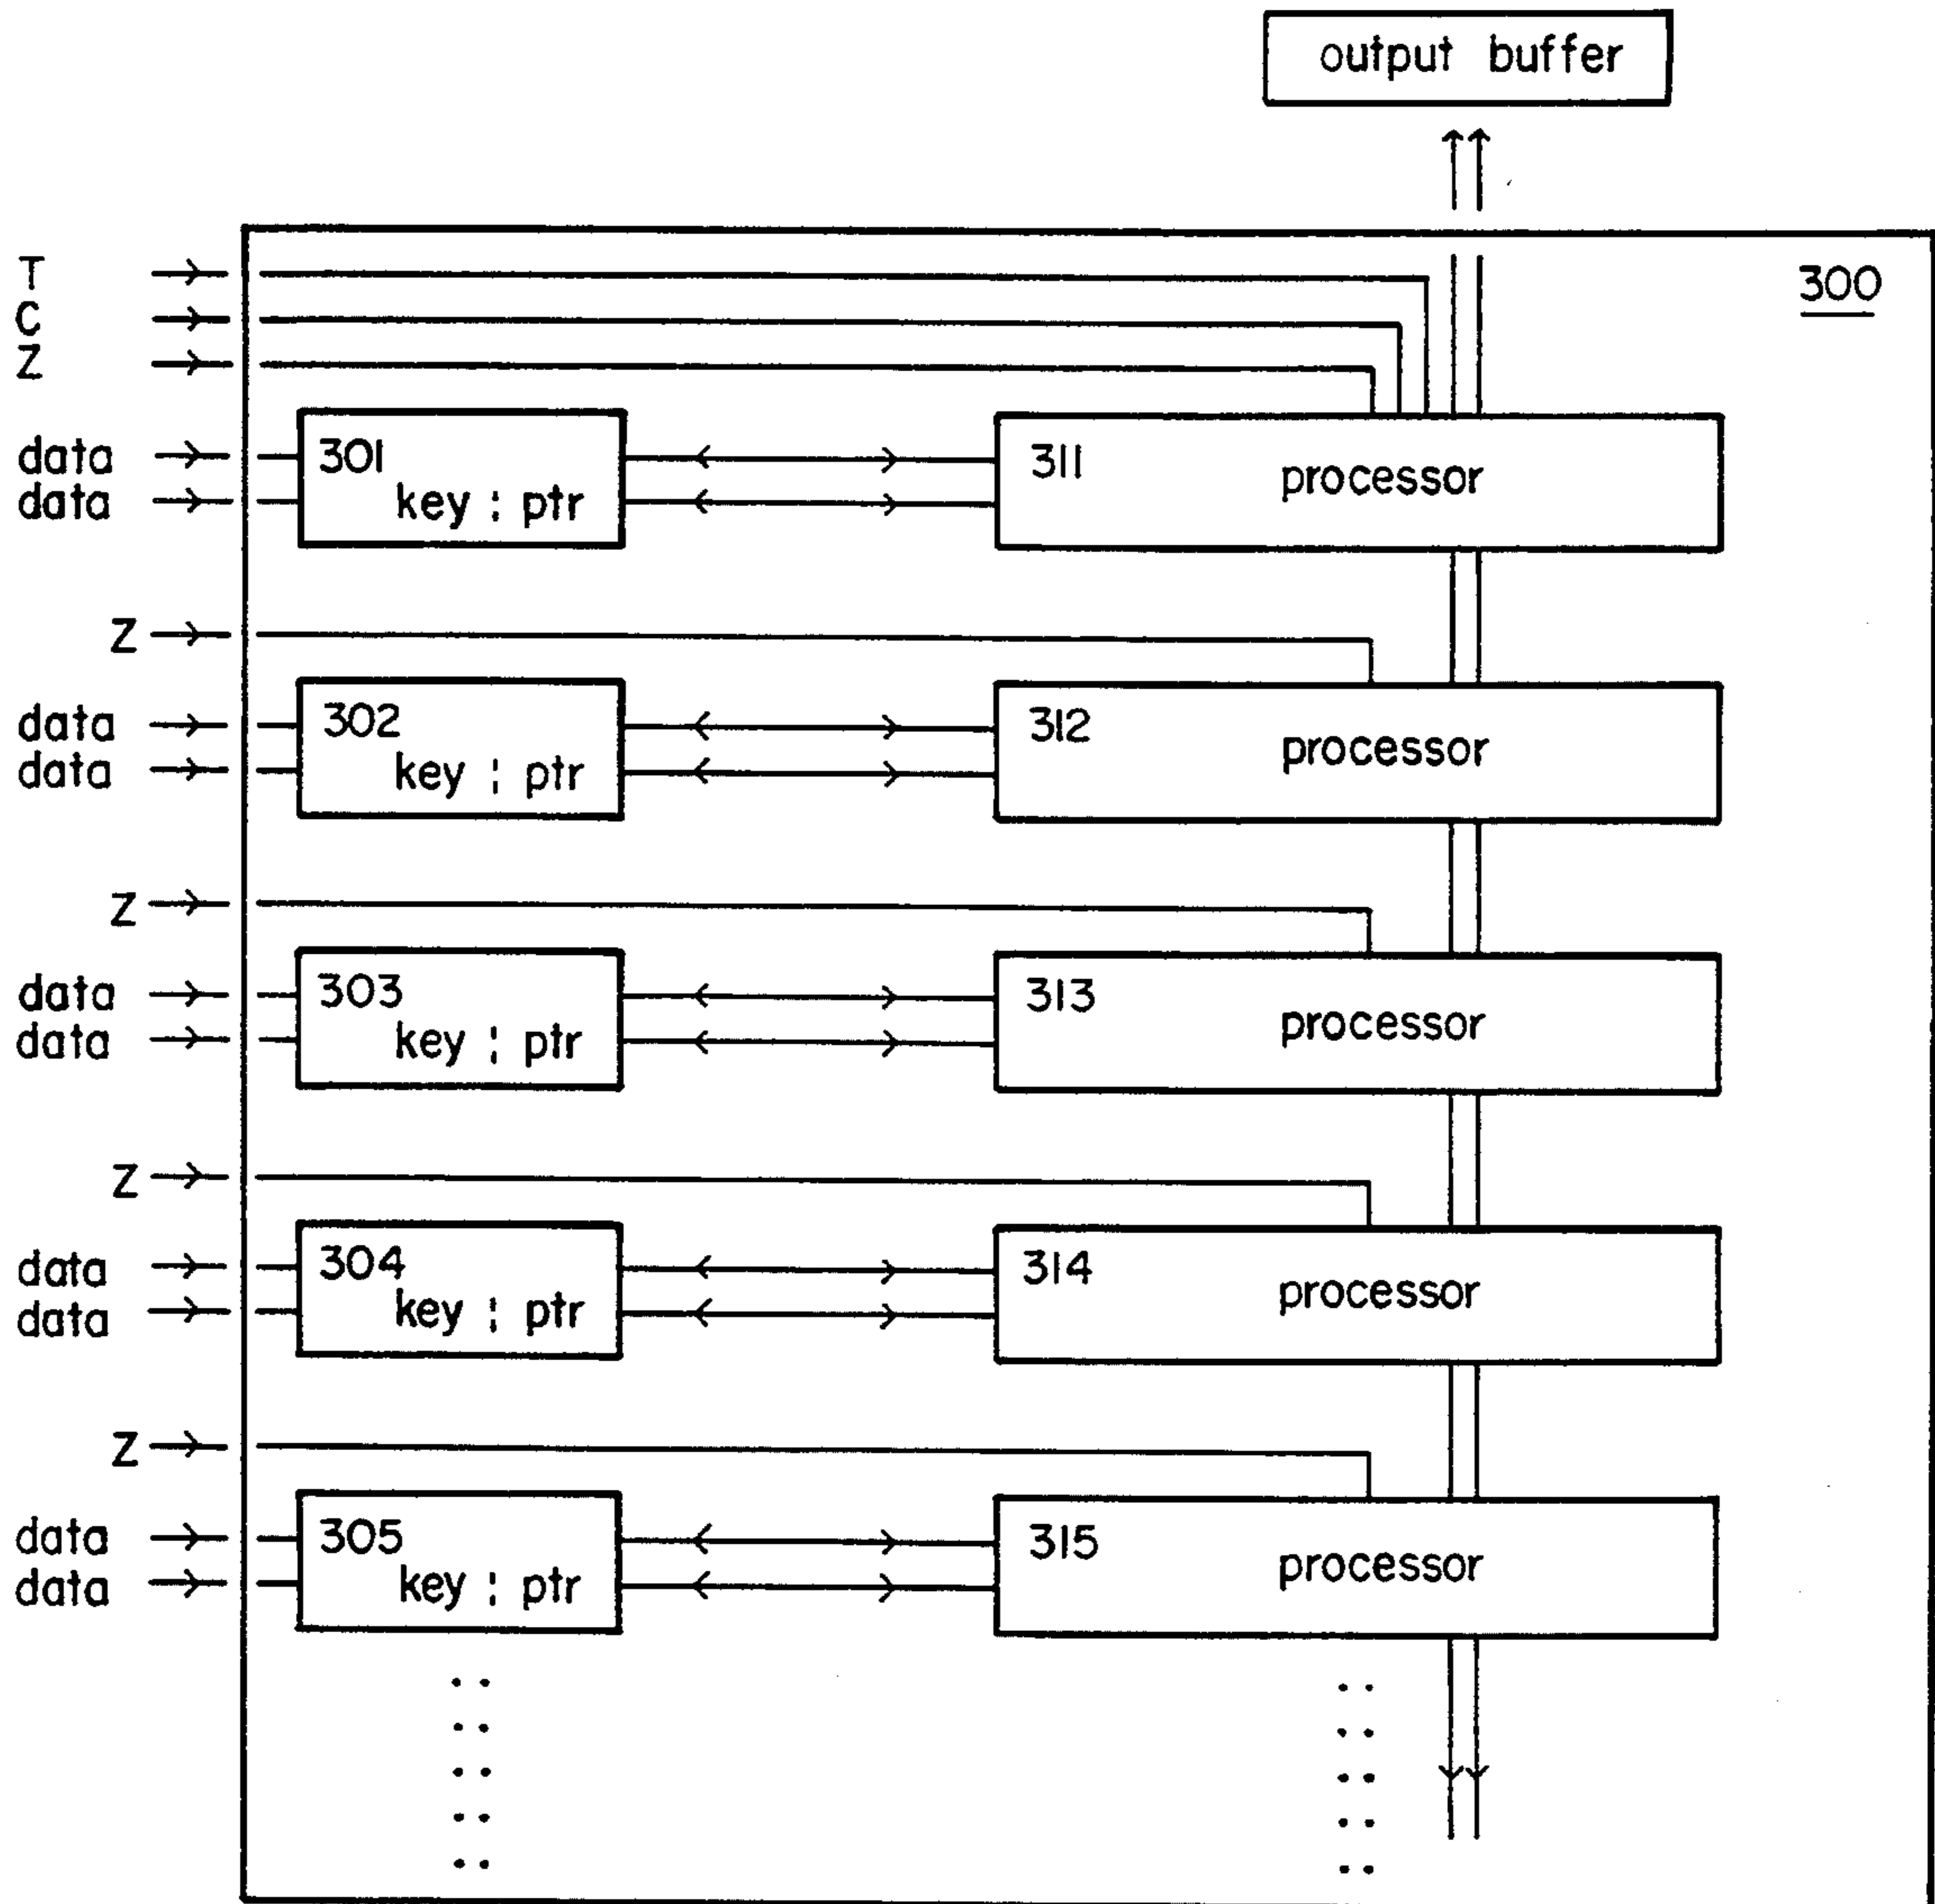 output buffer
300
T
C
Z
data
data
301
key : ptr
311
processor
Z
data
data
302
key : ptr
312
processor
Z
data
data
303
key : ptr
313
processor
Z
data
data
304
key : ptr
314
processor
Z
data
data
305
key : ptr
315
processor